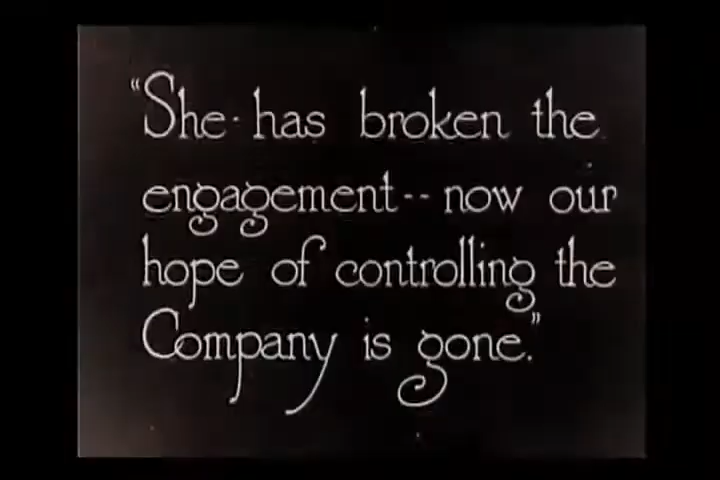 “She has broken the
engagement-- now our
hope of controlling the
Company is gone.”